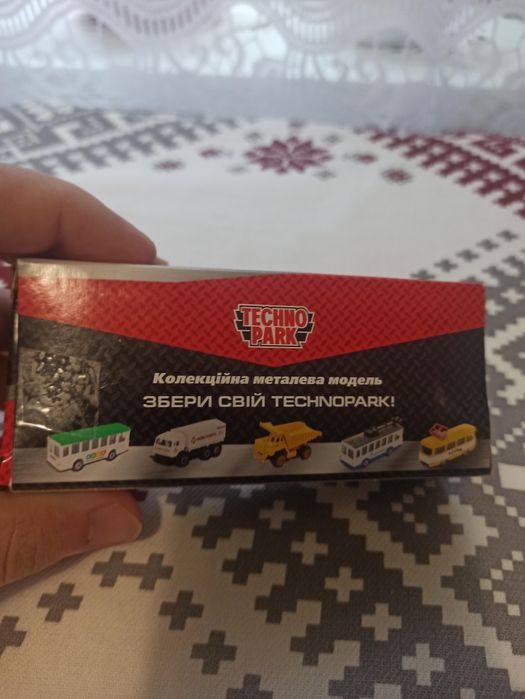 TECHNO
PARK
Колекційна металева модель
ЗБЕРИ СВІЙ TECHNOPARK!